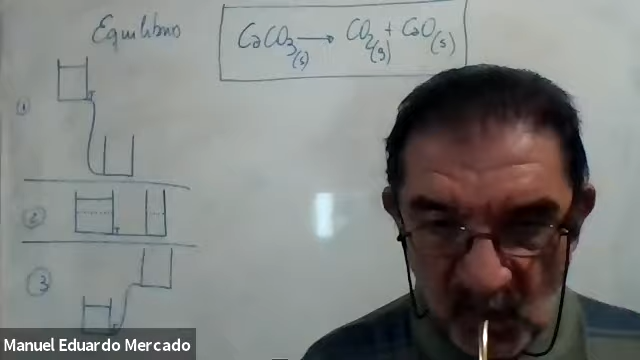 Equilibrio
CaCO3(s) → CO2(g) + CaO(s)
1
2
3
Manuel Eduardo Mercado